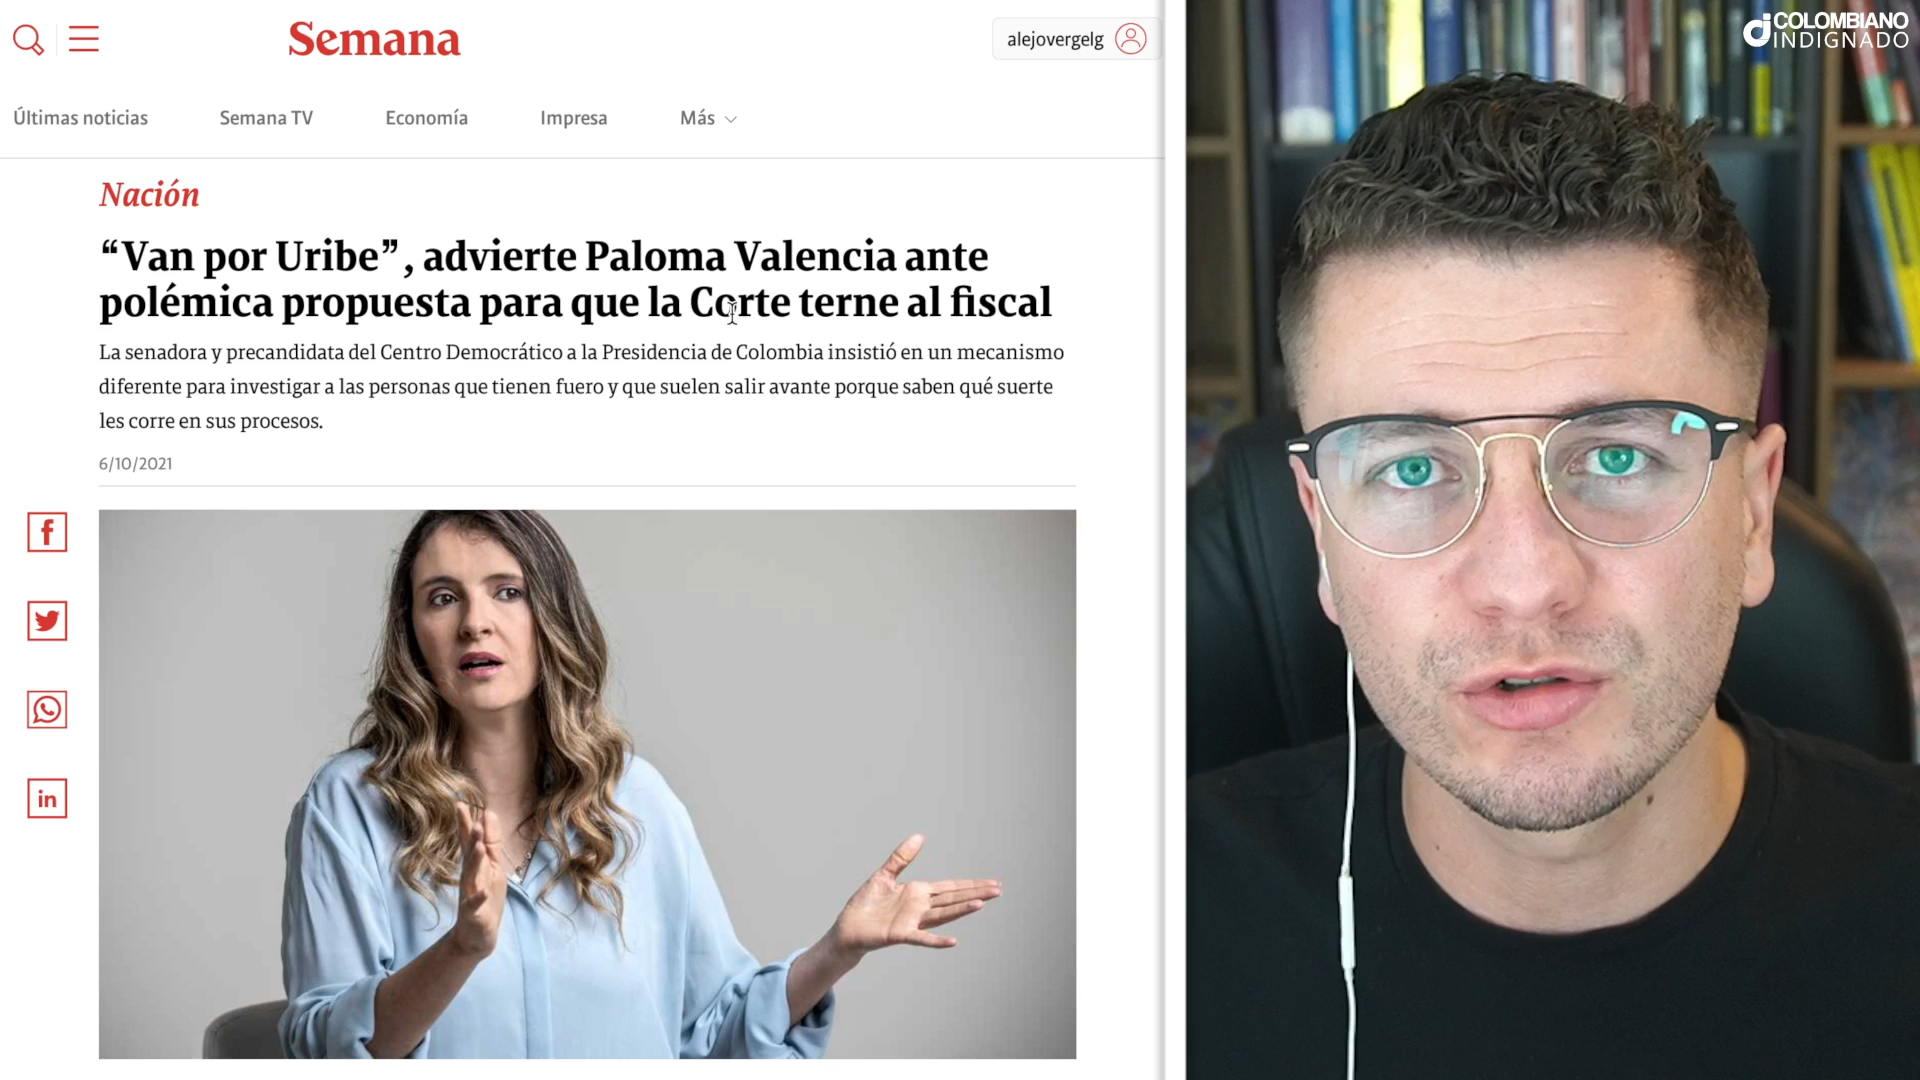 Semana
alejovergelg
COLOMBIANO
INDIGNADO
Últimas noticias
Semana TV
Economía
Impresa
Más
Nación
“Van por Uribe”, advierte Paloma Valencia ante
polémica propuesta para que la Corte terne al fiscal
La senadora y precandidata del Centro Democrático a la Presidencia de Colombia insistió en un mecanismo
diferente para investigar a las personas que tienen fuero y que suelen salir avante porque saben qué suerte
les corre en sus procesos.
6/10/2021